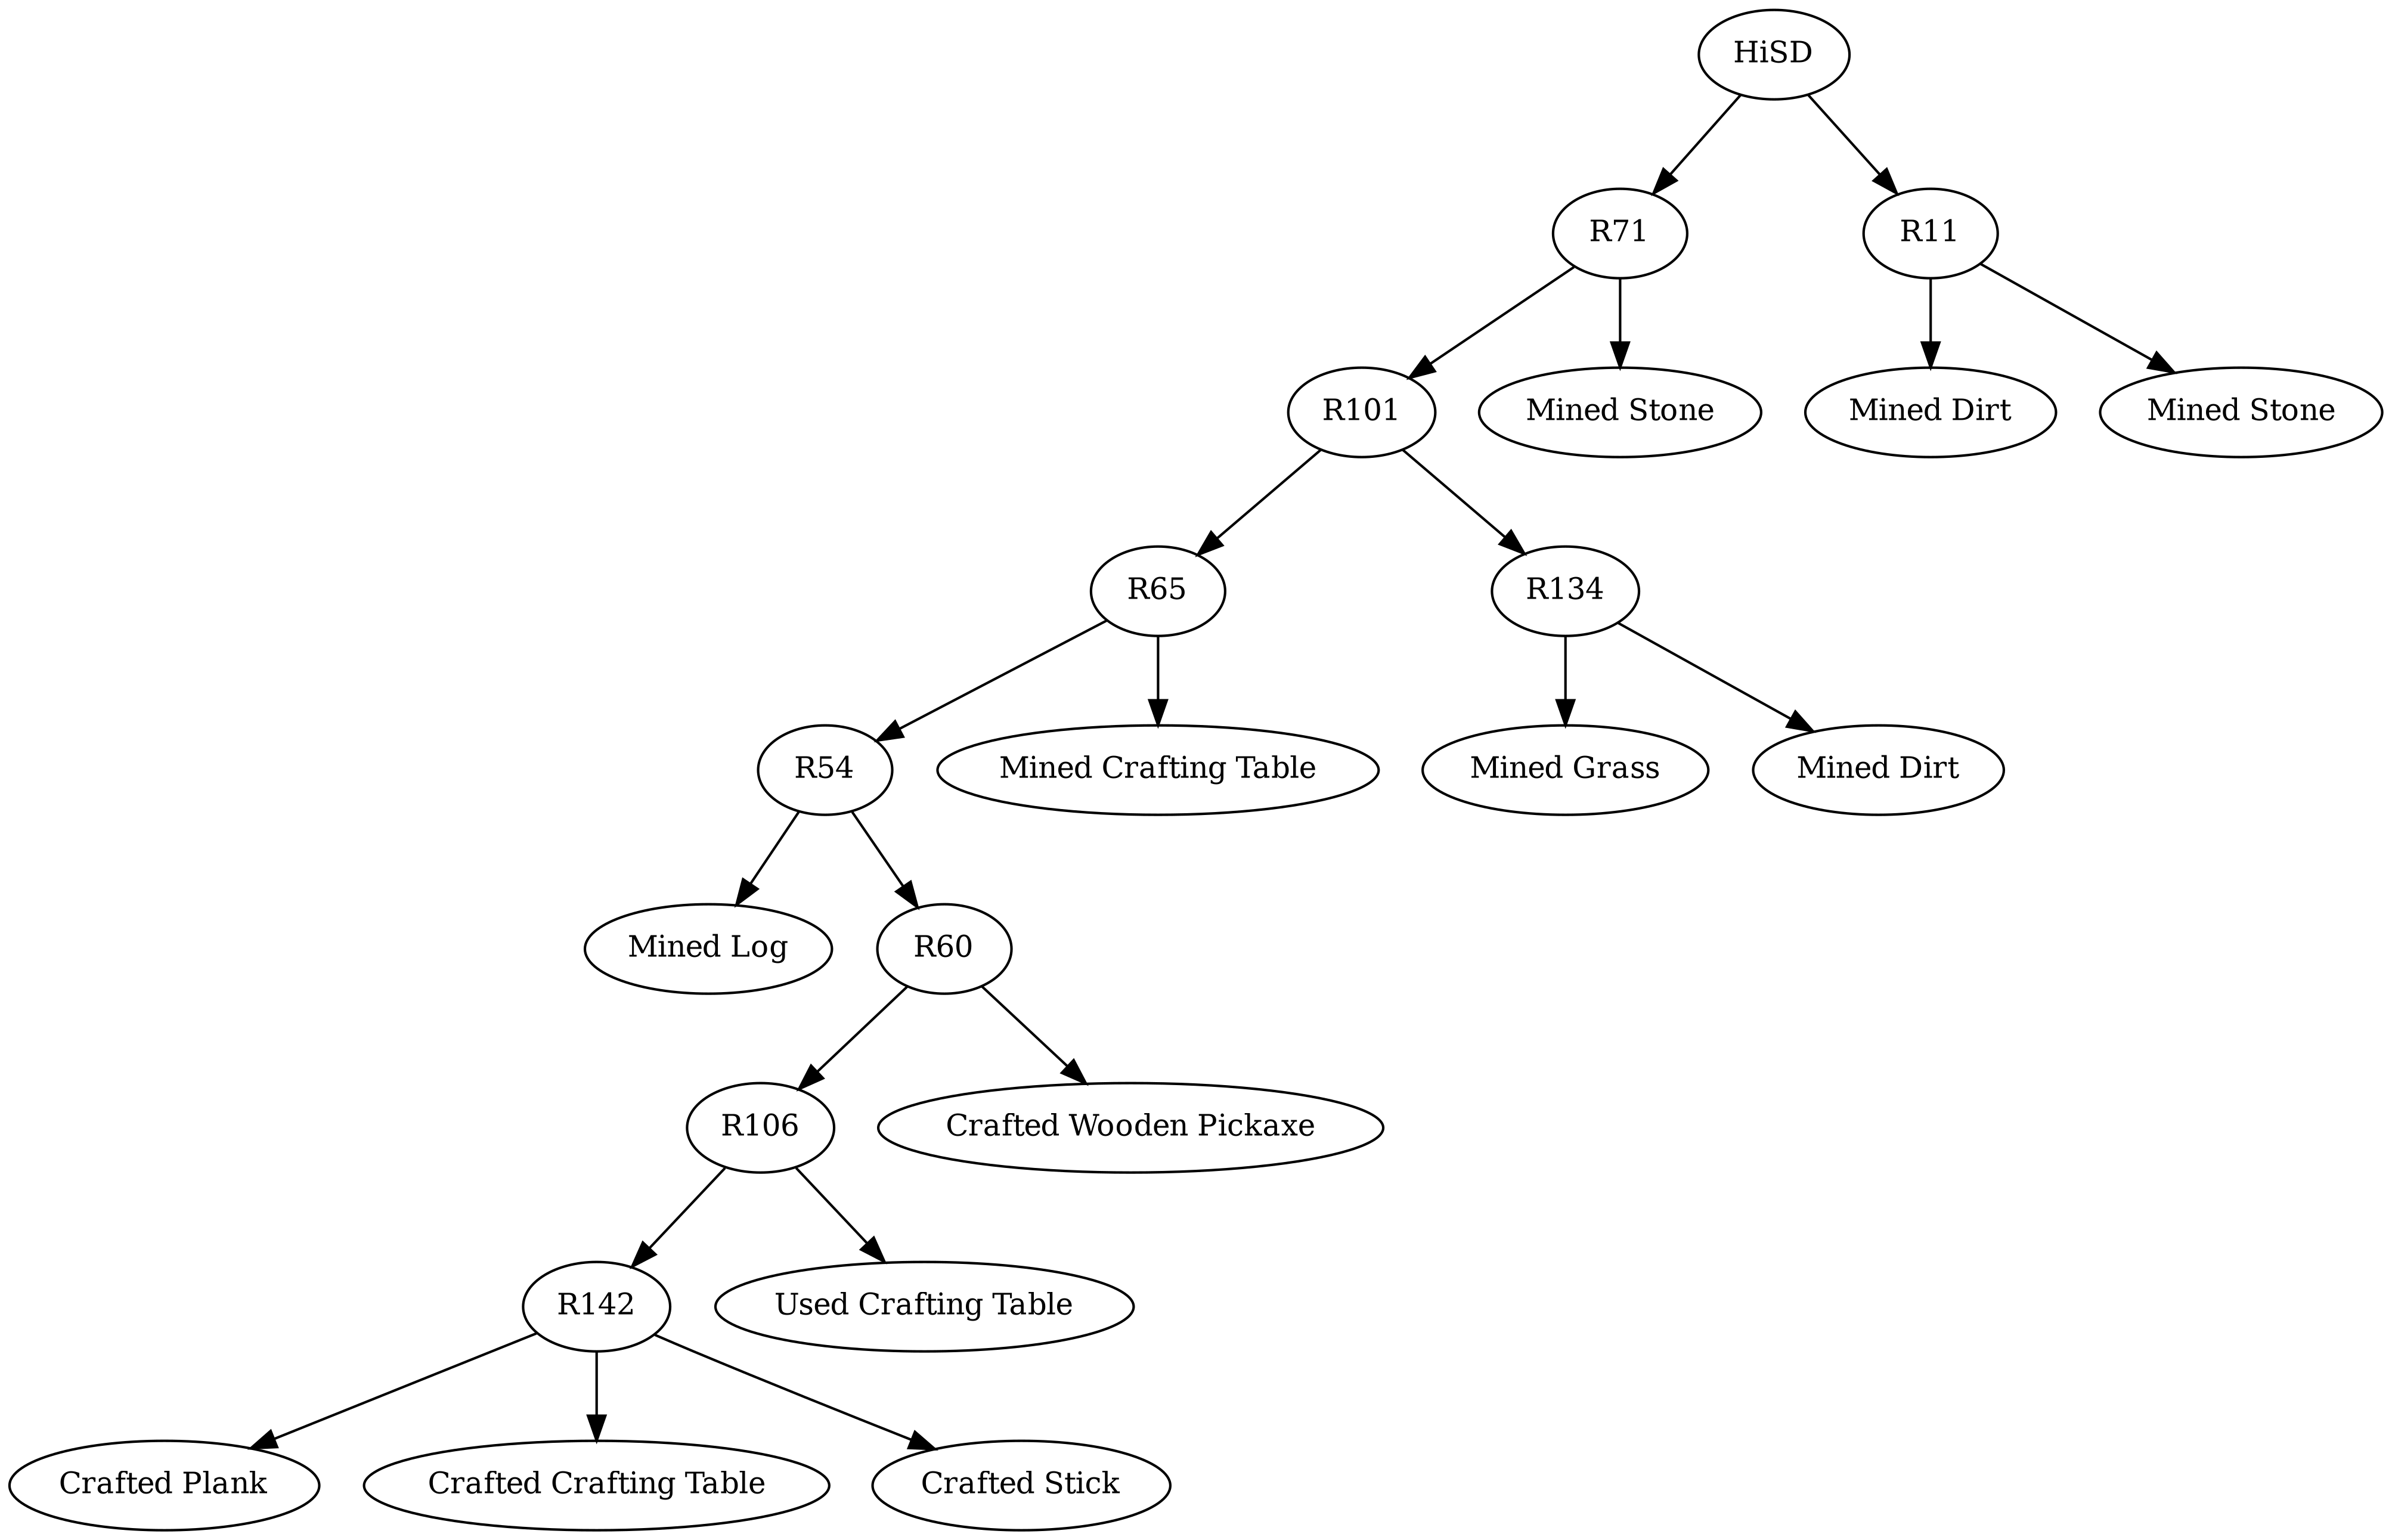 HiSD
R71
R11
R101
Mined Stone
Mined Dirt
Mined Stone
R65
R134
R54
Mined Crafting Table
Mined Grass
Mined Dirt
Mined Log
R60
R106
Crafted Wooden Pickaxe
R142
Used Crafting Table
Crafted Plank
Crafted Crafting Table
Crafted Stick